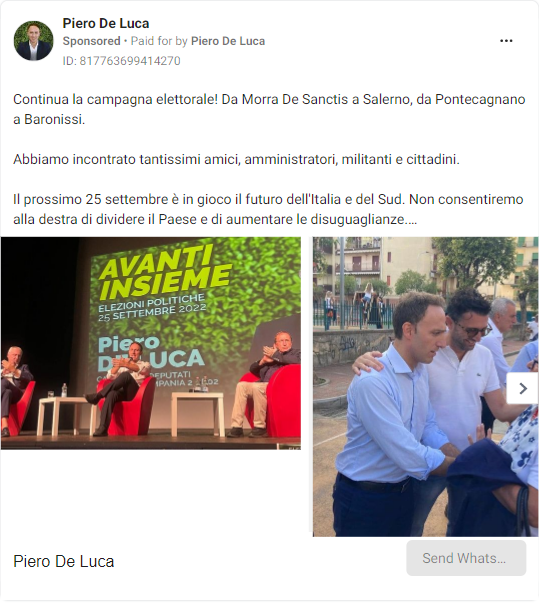 Piero De Luca
Sponsored • Paid for by Piero De Luca
ID: 817763699414270
Continua la campagna elettorale! Da Morra De Sanctis a Salerno, da Pontecagnano
a Baronissi.
Abbiamo incontrato tantissimi amici, amministratori, militanti e cittadini.
Il prossimo 25 settembre è in gioco il futuro dell'Italia e del Sud. Non consentiremo
alla destra di dividere il Paese e di aumentare le disuguaglianze....
AVANTI
INSIEME
ELEZIONI POLITICHE
25 SETTEMBRE 2022
Piero
DE LUCA
Piero De Luca
Send Whats...